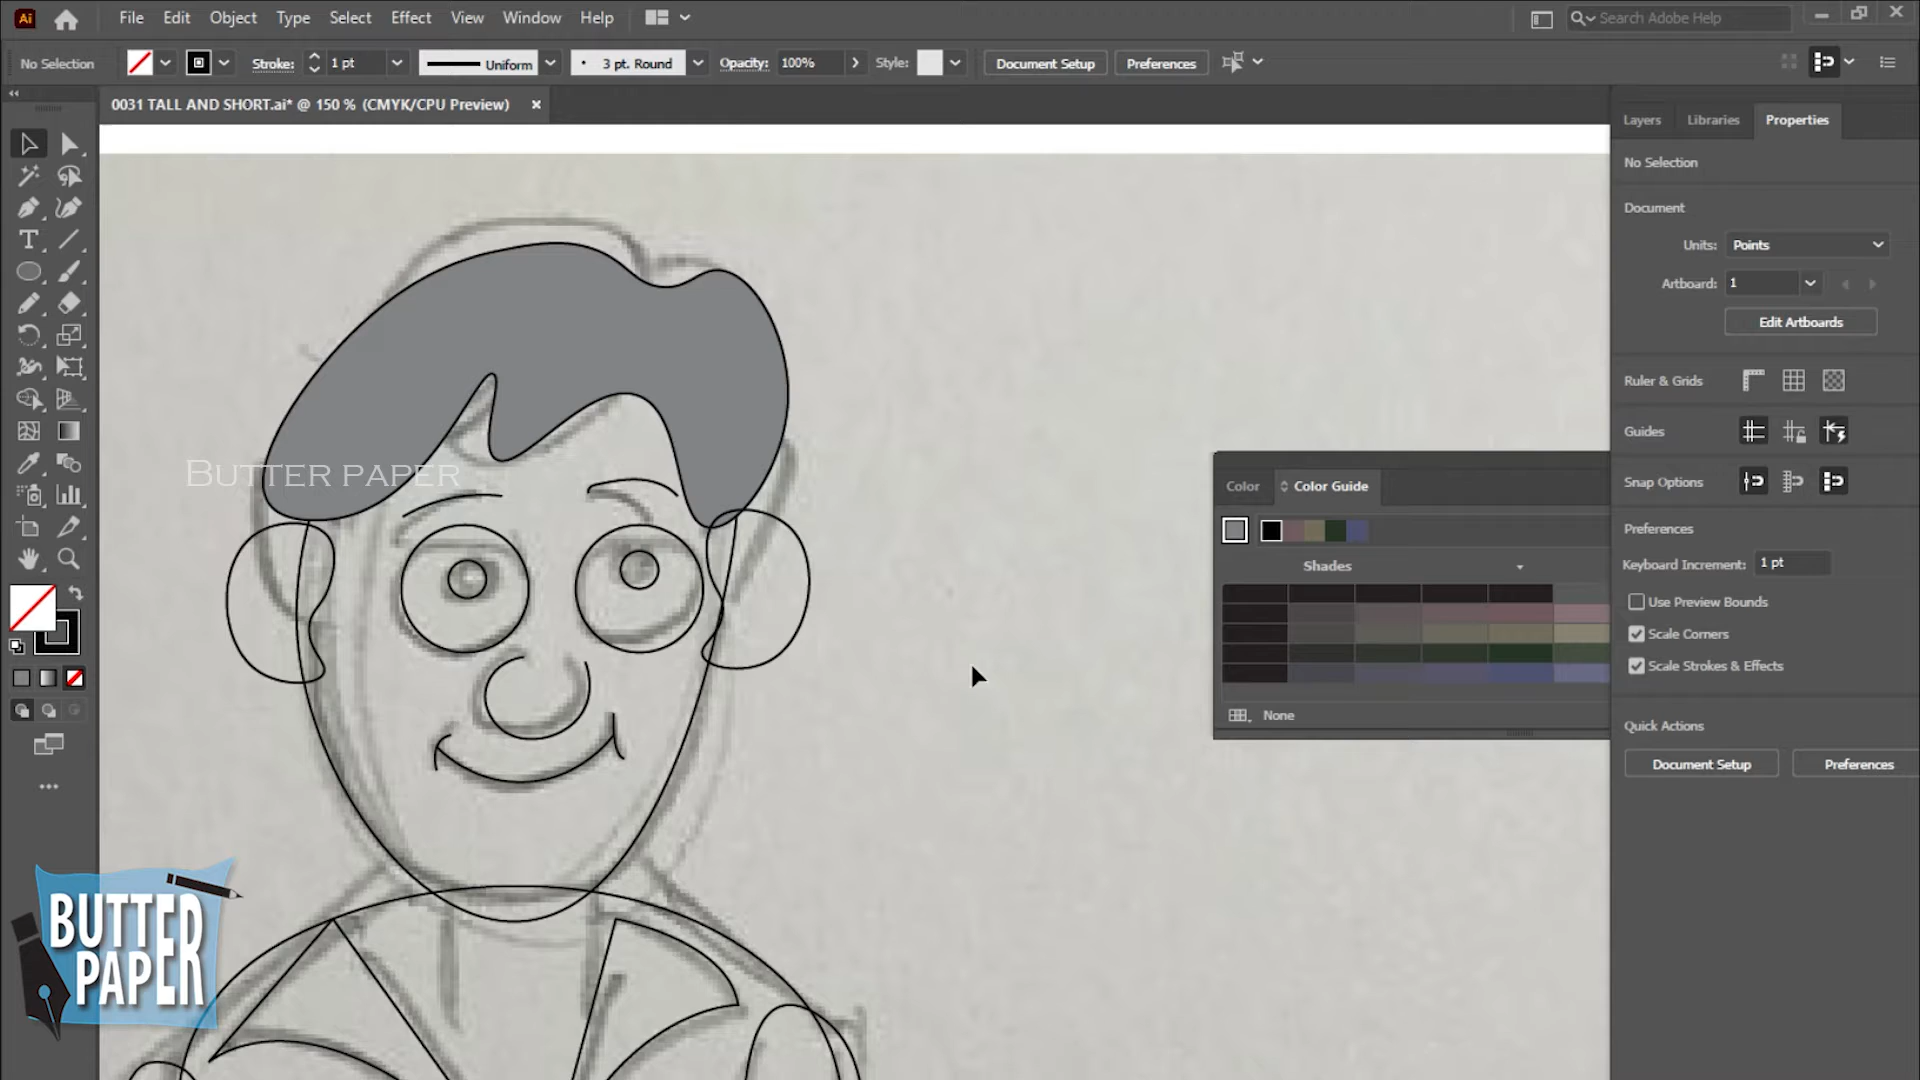 Ai File Edit Object Type Select Effect View Window Help Search Adobe Help
No Selection Stroke: 1 pt Uniform 3 pt. Round Opacity: 100% Style: Document Setup Preferences
0031 TALL AND SHORT.ai* @ 150 % (CMYK/CPU Preview)
Layers Libraries Properties
No Selection
Document
Units: Points
Artboard: 1
Edit Artboards
Ruler & Grids
Guides
Snap Options
Preferences
Keyboard Increment: 1 pt
Use Preview Bounds
Scale Corners
Scale Strokes & Effects
Quick Actions
Document Setup Preferences
Color Color Guide
Shades
None
BUTTER PAPER
BUTTER
PAPER